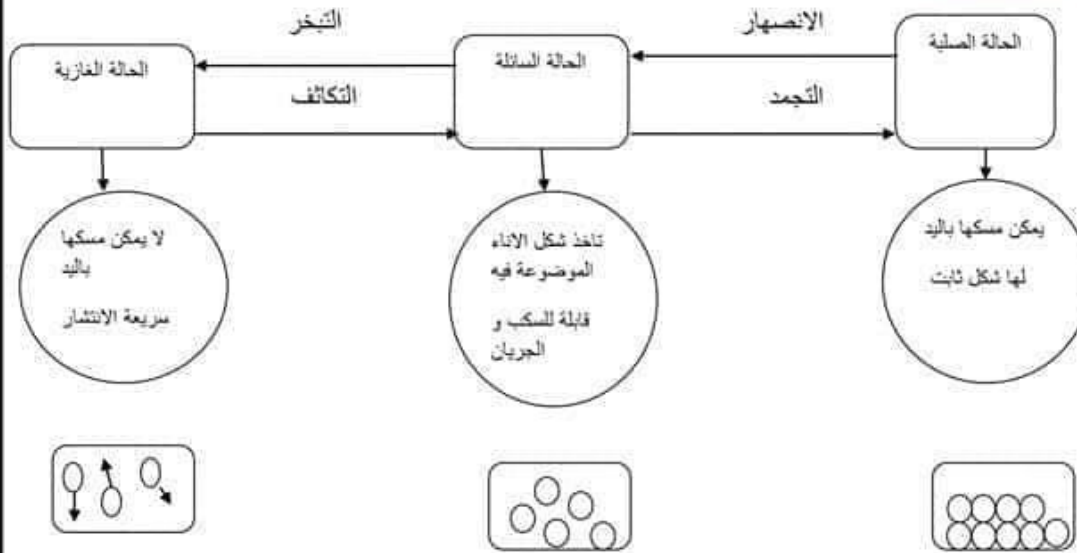 الانصهار
التبخر
الحالة الصلبة
الحالة السائلة
الحالة الغازية
التجمد
التكاثف
يمكن مسكها باليد
لها شكل ثابت
تاخذ شكل الاناء
الموضوعة فيه
قابلة للسكب و
الجريان
لا يمكن مسكها
باليد
سريعة الانتشار